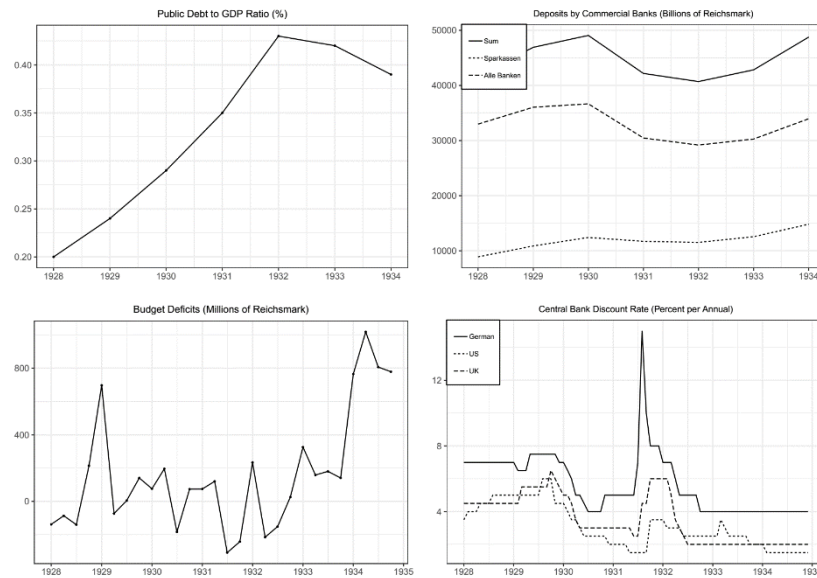 Public Debt to GDP Ratio (%)
0.40
0.35
0.30
0.25
0.20
1928 1929 1930 1931 1932 1933 1934
Deposits by Commercial Banks (Billions of Reichsmark)
50000
40000
30000
20000
10000
Sum
Sparkassen
Alle Banken
1928 1929 1930 1931 1932 1933 1934
Budget Deficits (Millions of Reichsmark)
800
400
0
1928 1929 1930 1931 1932 1933 1934 1935
Central Bank Discount Rate (Percent per Annual)
12
8
4
German
US
UK
1928 1929 1930 1931 1932 1933 1934 1935